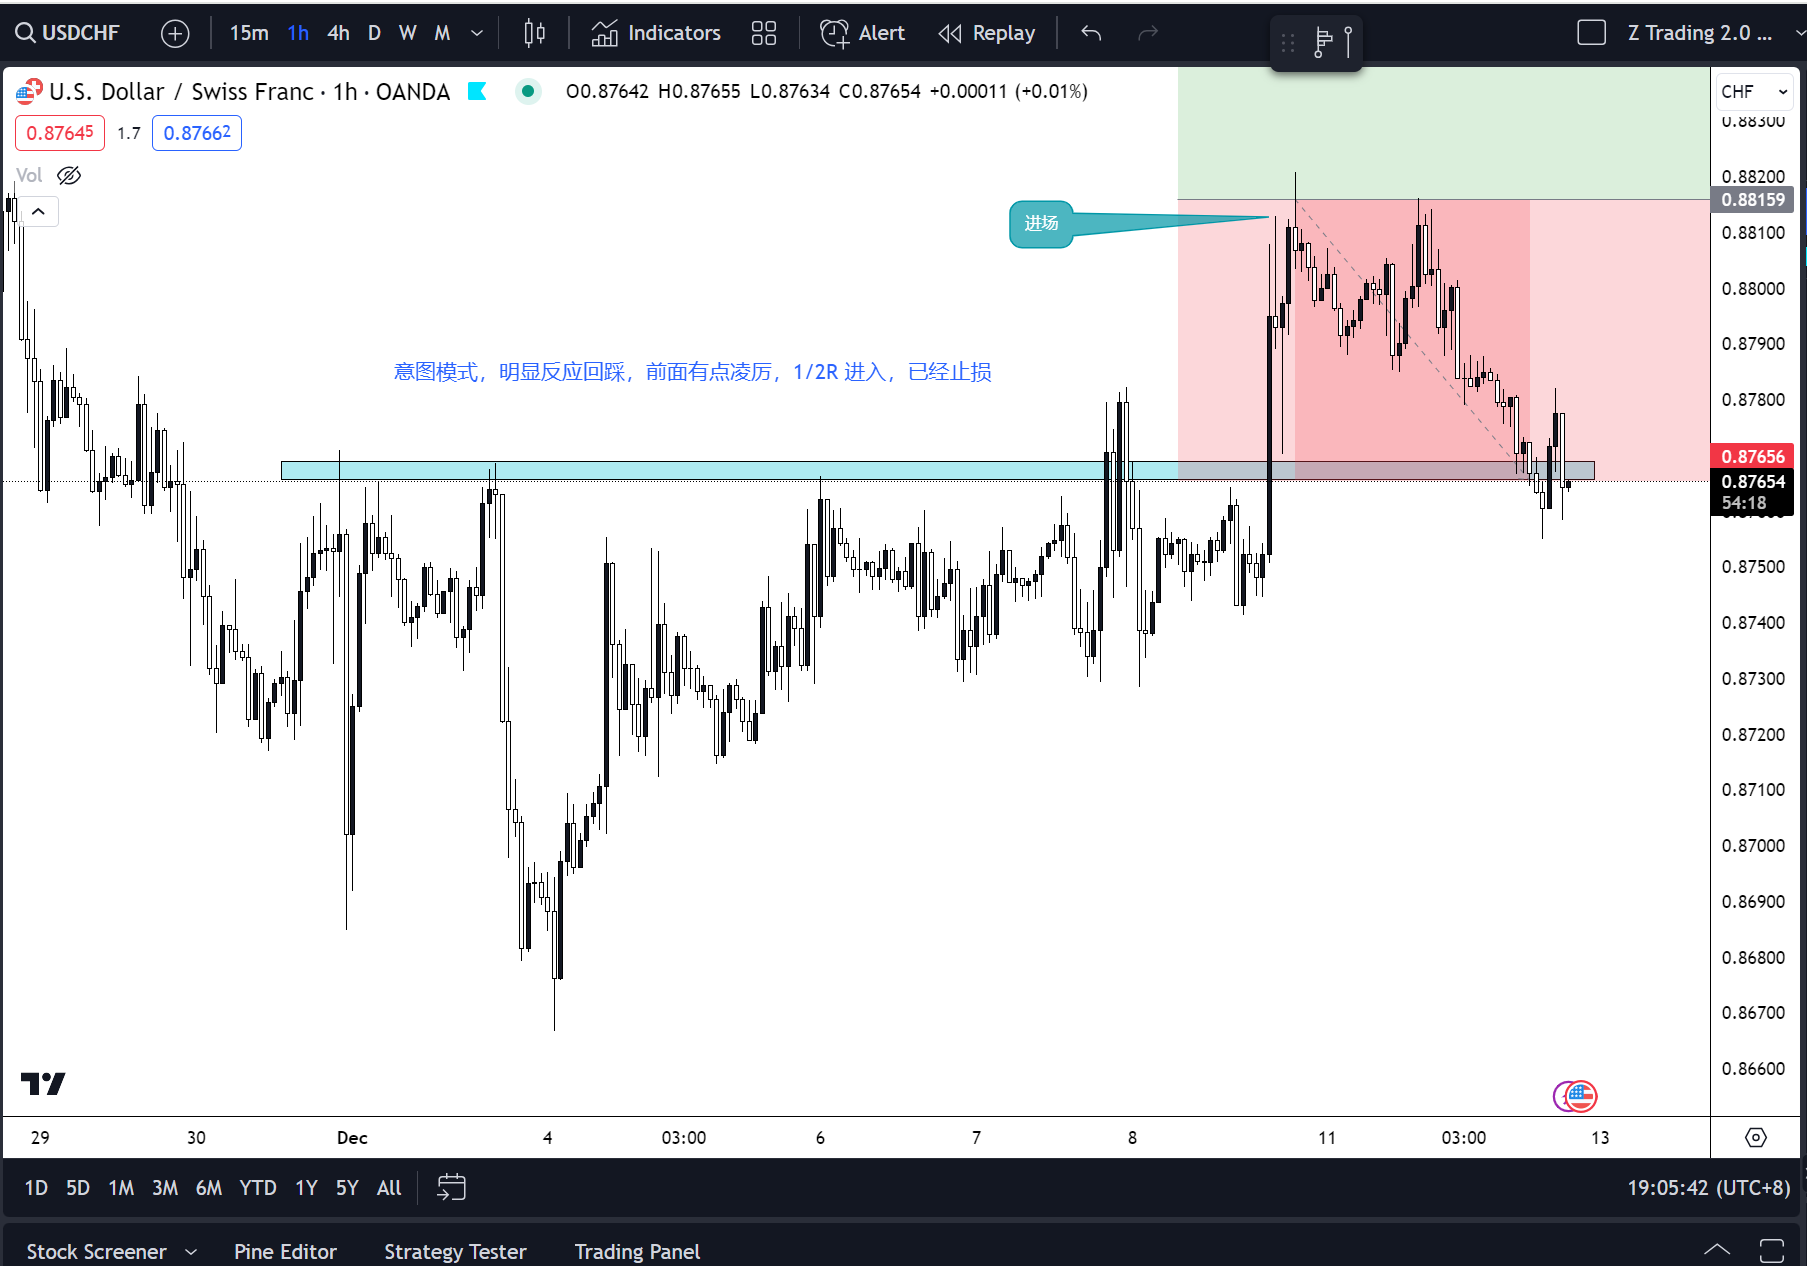 USDCHF 15m 1h 4h D W M Indicators Alert Replay Z Trading 2.0 ...
U.S. Dollar / Swiss Franc · 1h · OANDA O0.87642 H0.87655 L0.87634 C0.87654 +0.00011 (+0.01%)
CHF
0.87645 1.7 0.87662
Vol
0.88300
0.88200
0.88159
0.88100
0.88000
0.87900
0.87800
0.87656
0.87654
54:18
0.87500
0.87400
0.87300
0.87200
0.87100
0.87000
0.86900
0.86800
0.86700
0.86600
进场
意图模式，明显反应回踩，前面有点凌厉，1/2R 进入，已经止损
29 30 Dec 4 03:00 6 7 8 11 03:00 13
1D 5D 1M 3M 6M YTD 1Y 5Y All 19:05:42 (UTC+8)
Stock Screener Pine Editor Strategy Tester Trading Panel